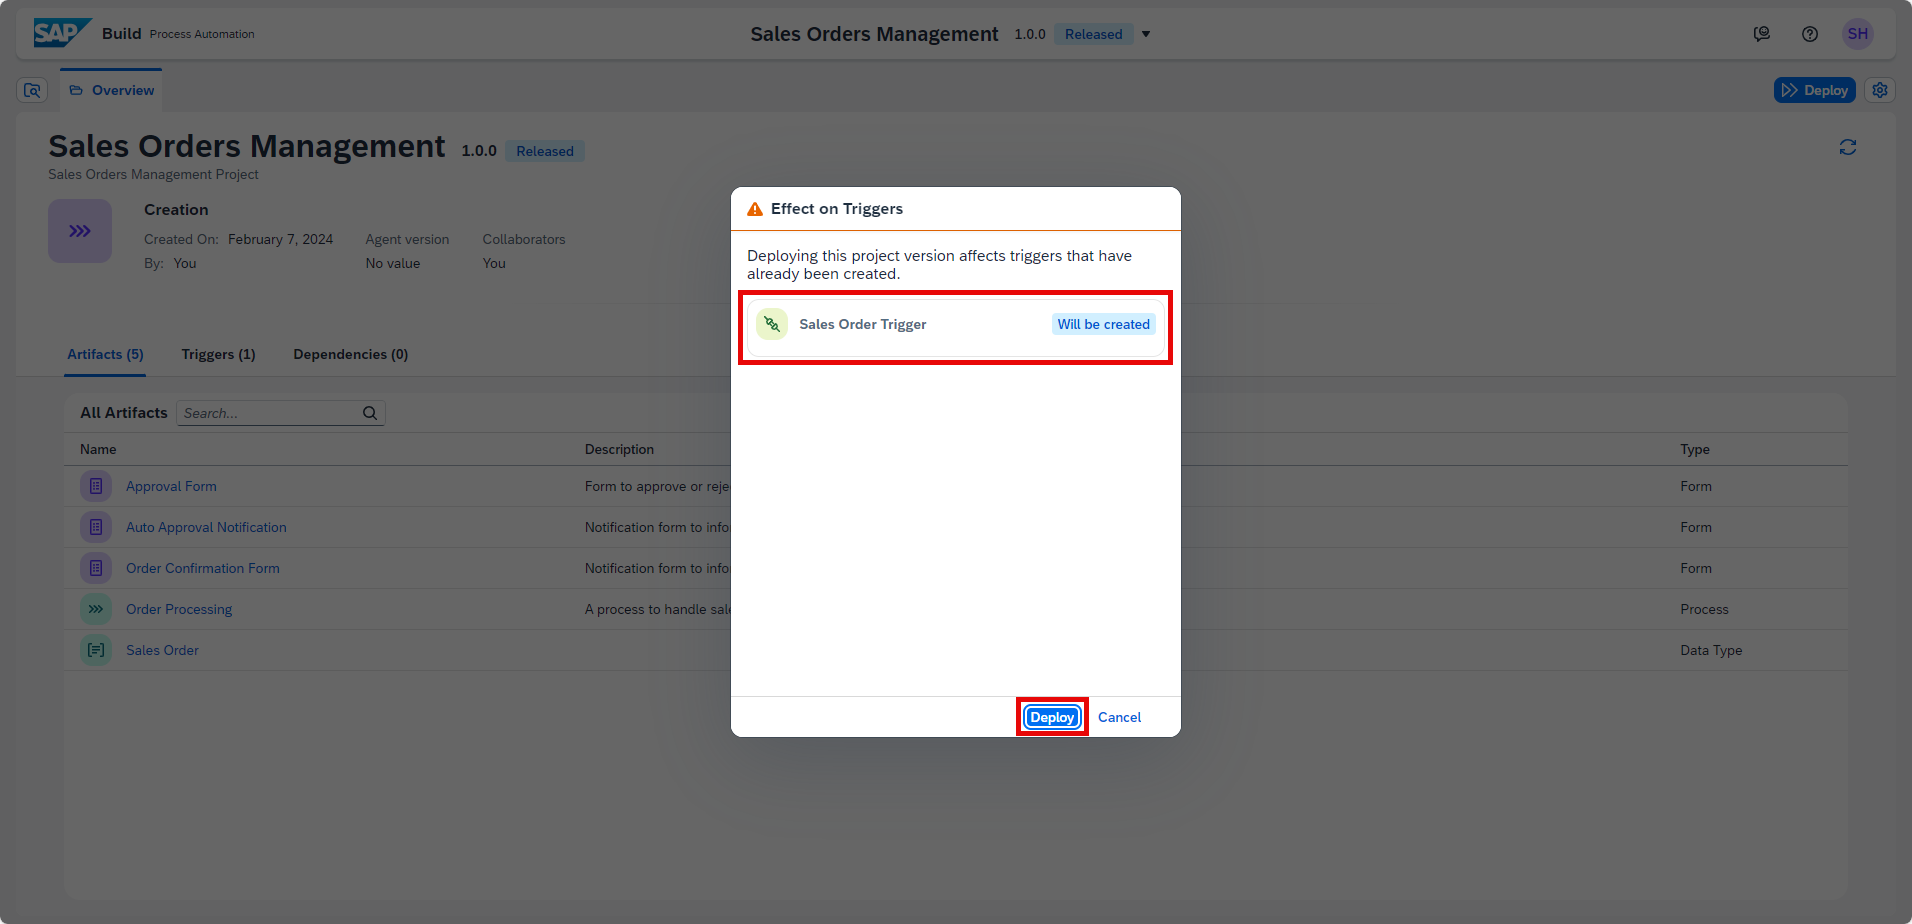 SAP Build Process Automation
Sales Orders Management 1.0.0 Released
SH
Overview
Deploy
Sales Orders Management 1.0.0 Released
Sales Orders Management Project
Creation
Created On: February 7, 2024 Agent version Collaborators
By: You No value You
Artifacts (5) Triggers (1) Dependencies (0)
All Artifacts Search...
Name Description Type
Approval Form Form to approve or reje Form
Auto Approval Notification Notification form to info Form
Order Confirmation Form Notification form to info Form
Order Processing A process to handle sale Process
Sales Order Data Type
Effect on Triggers
Deploying this project version affects triggers that have
already been created.
Sales Order Trigger Will be created
Deploy Cancel